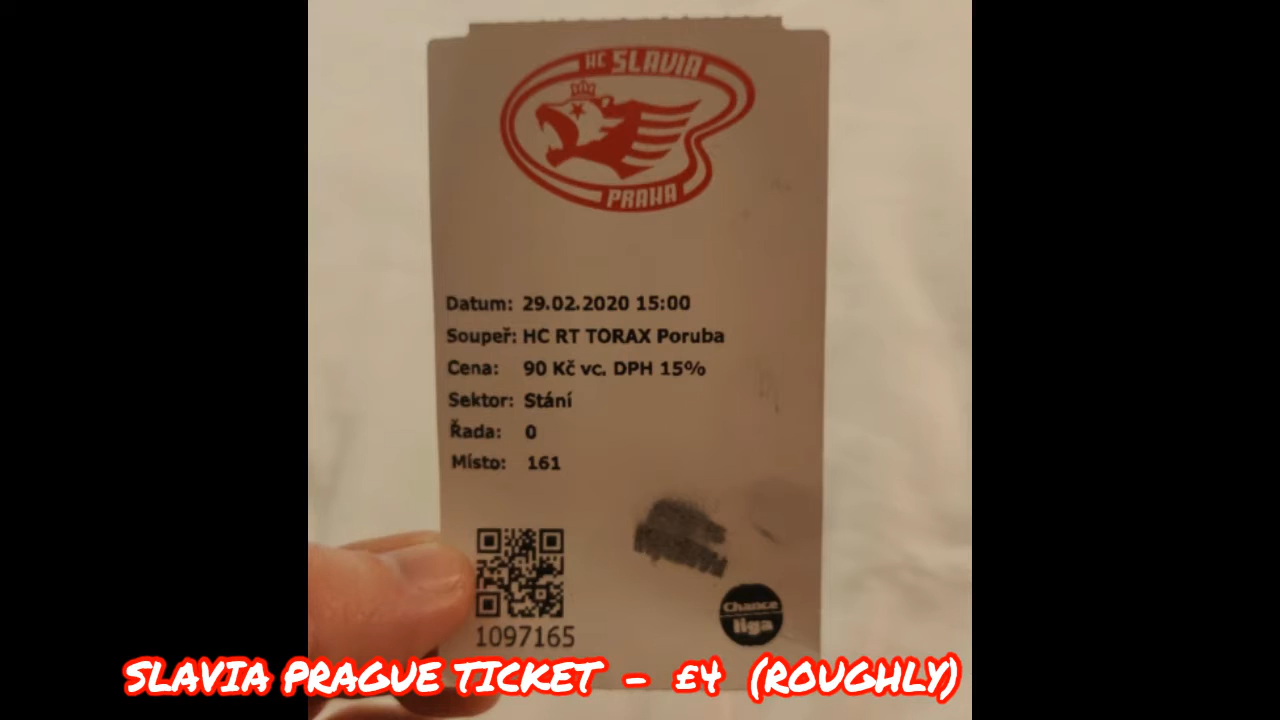 HC SLAVIA
PRAHA
Datum: 29.02.2020 15:00
Soupeř: HC RT TORAX Poruba
Cena: 90 Kč vc. DPH 15%
Sektor: Stání
Řada: 0
Místo: 161
1097165
Chance
liga
SLAVIA PRAGUE TICKET - £4 (ROUGHLY)